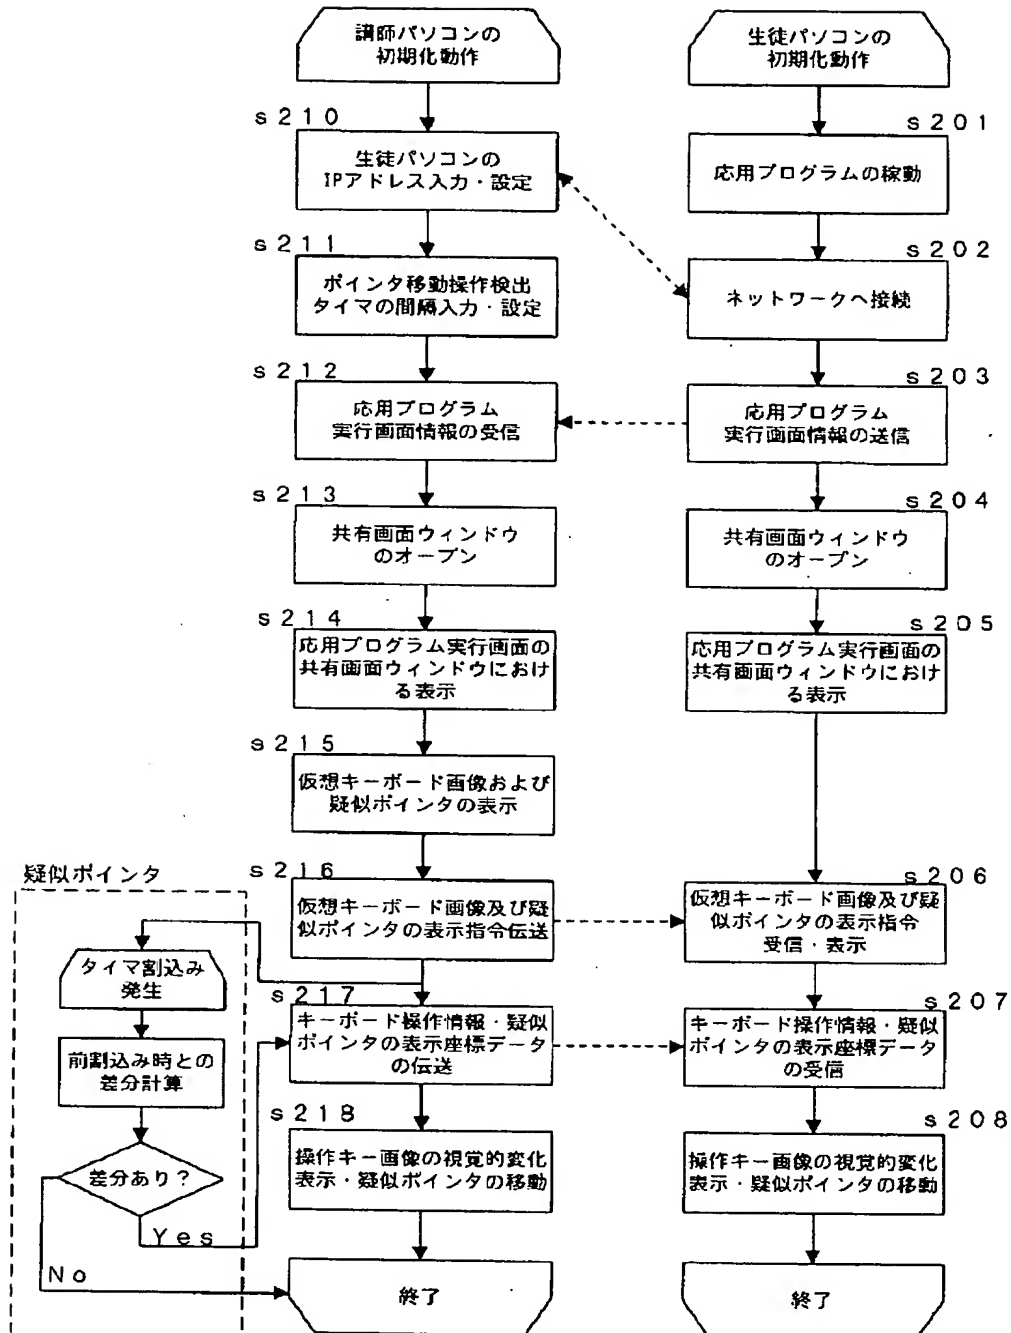 講師パソコンの
初期化動作
s210
生徒パソコンの
IPアドレス入力・設定
s211
ポインタ移動操作検出
タイマの間隔入力・設定
s212
応用プログラム
実行画面情報の受信
s213
共有画面ウィンドウ
のオープン
s214
応用プログラム実行画面の
共有画面ウィンドウにおけ
る表示
s215
仮想キーボード画像および
疑似ポインタの表示
s216
仮想キーボード画像及び疑
似ポインタの表示指令伝送
s217
キーボード操作情報・疑似
ポインタの表示座標データ
の伝送
s218
操作キー画像の視覚的変化
表示・疑似ポインタの移動
終了
疑似ポインタ
タイマ割込み
発生
前割込み時との
差分計算
差分あり？
Yes
No
生徒パソコンの
初期化動作
s201
応用プログラムの稼動
s202
ネットワークへ接続
s203
応用プログラム
実行画面情報の送信
s204
共有画面ウィンドウ
のオープン
s205
応用プログラム実行画面の
共有画面ウィンドウにおけ
る表示
s206
仮想キーボード画像及び疑
似ポインタの表示指令
受信・表示
s207
キーボード操作情報・疑似
ポインタの表示座標データ
の受信
s208
操作キー画像の視覚的変化
表示・疑似ポインタの移動
終了